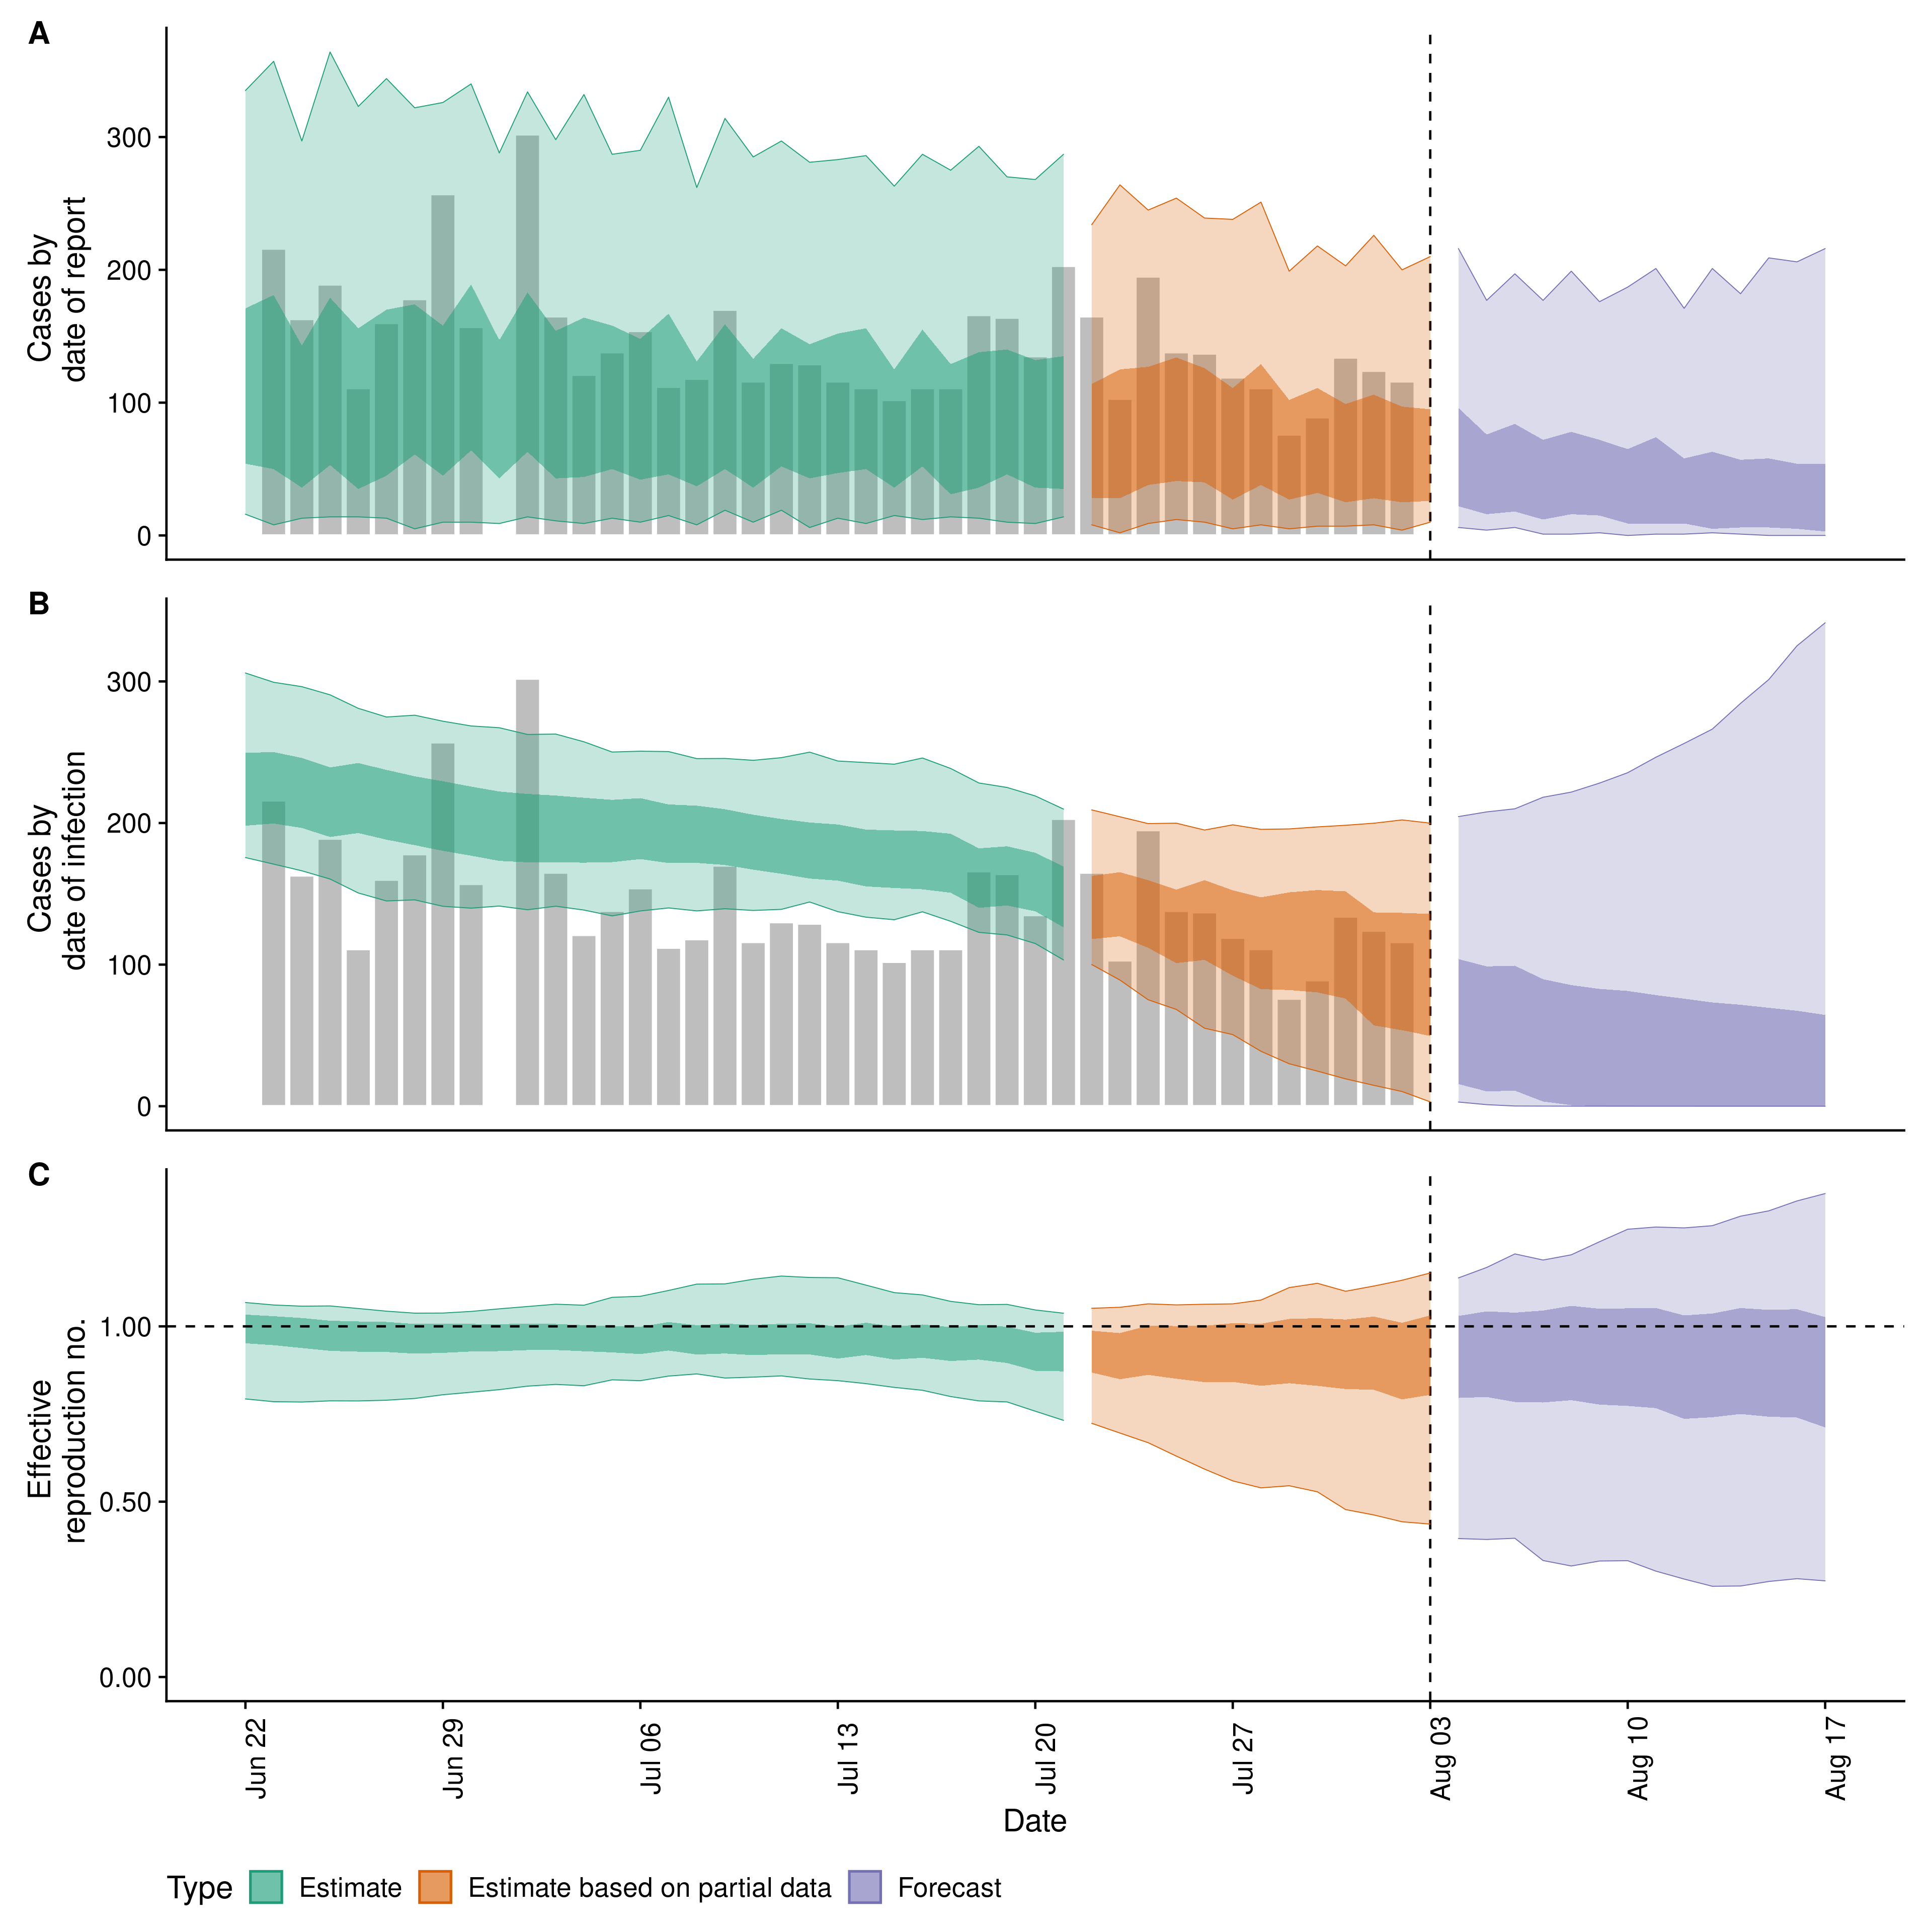 A
Cases by
date of report
300
200
100
0
B
Cases by
date of infection
300
200
100
0
C
Effective
reproduction no.
1.00
0.50
0.00
Jun 22
Jun 29
Jul 06
Jul 13
Jul 20
Jul 27
Aug 03
Aug 10
Aug 17
Date
Type Estimate Estimate based on partial data Forecast